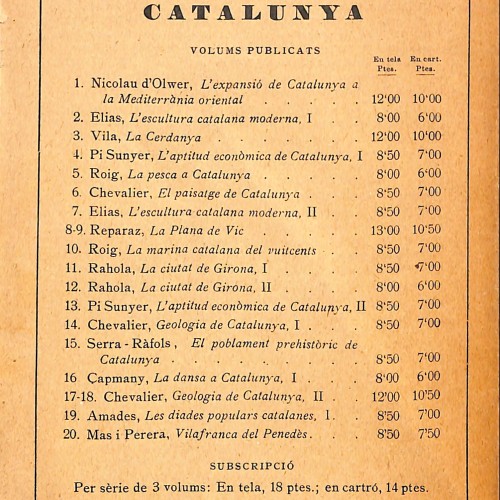 CATALUNYA
VOLUMS PUBLICATS
En tela En cart.
Ptes. Ptes.
1. Nicolau d'Olwer, L'expansió de Catalunya a
la Mediterrània oriental . . . . . 12'00 10'00
2. Elias, L'escultura catalana moderna, I . . . 8'00 6'00
3. Vila, La Cerdanya . . . . . . . 12'00 10'00
4. Pi Sunyer, L'aptitud econòmica de Catalunya, I 8'50 7'00
5. Roig, La pesca a Catalunya . . . . . 8'00 6'00
6. Chevalier, El paisatge de Catalunya . . . . 8'50 7'00
7. Elias, L'escultura catalana moderna, II . . . 8'50 7'00
8-9. Reparaz, La Plana de Vic . . . . . 13'00 10'50
10. Roig, La marina catalana del vuitcents . . . 8'50 7'00
11. Rahola, La ciutat de Girona, I . . . . 8'50 7'00
12. Rahola, La ciutat de Girona, II . . . . 8'00 6'00
13. Pi Sunyer, L'aptitud econòmica de Catalunya, II 8'50 7'00
14. Chevalier, Geologia de Catalunya, I . . . 8'50 7'00
15. Serra-Ràfols, El poblament prehistòric de
Catalunya . . . . . . . . 8'50 7'00
16 Capmany, La dansa a Catalunya, I . . . 8'00 6'00
17-18. Chevalier, Geologia de Catalunya, II . . 12'00 10'50
19. Amades, Les diades populars catalanes, I . . 8'50 7'00
20. Mas i Perera, Vilafranca del Penedès . . . 8'50 7'50
SUBSCRIPCIÓ
Per sèrie de 3 volums: En tela, 18 ptes.; en cartró, 14 ptes.